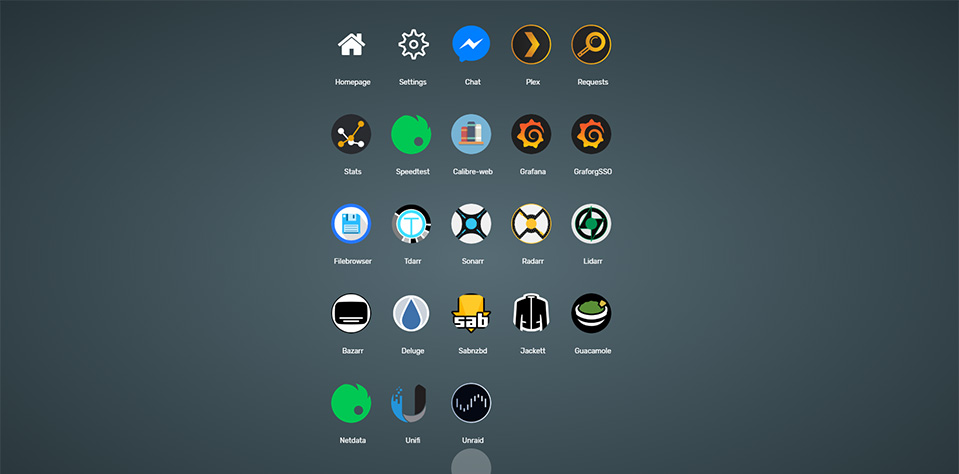 Homepage Settings Chat Plex Requests
Stats Speedtest Calibre-web Grafana GraforgSSO
Filebrowser Tdarr Sonarr Radarr Lidarr
sab
Bazarr Deluge Sabnzbd Jackett Guacamole
Netdata Unifi Unraid